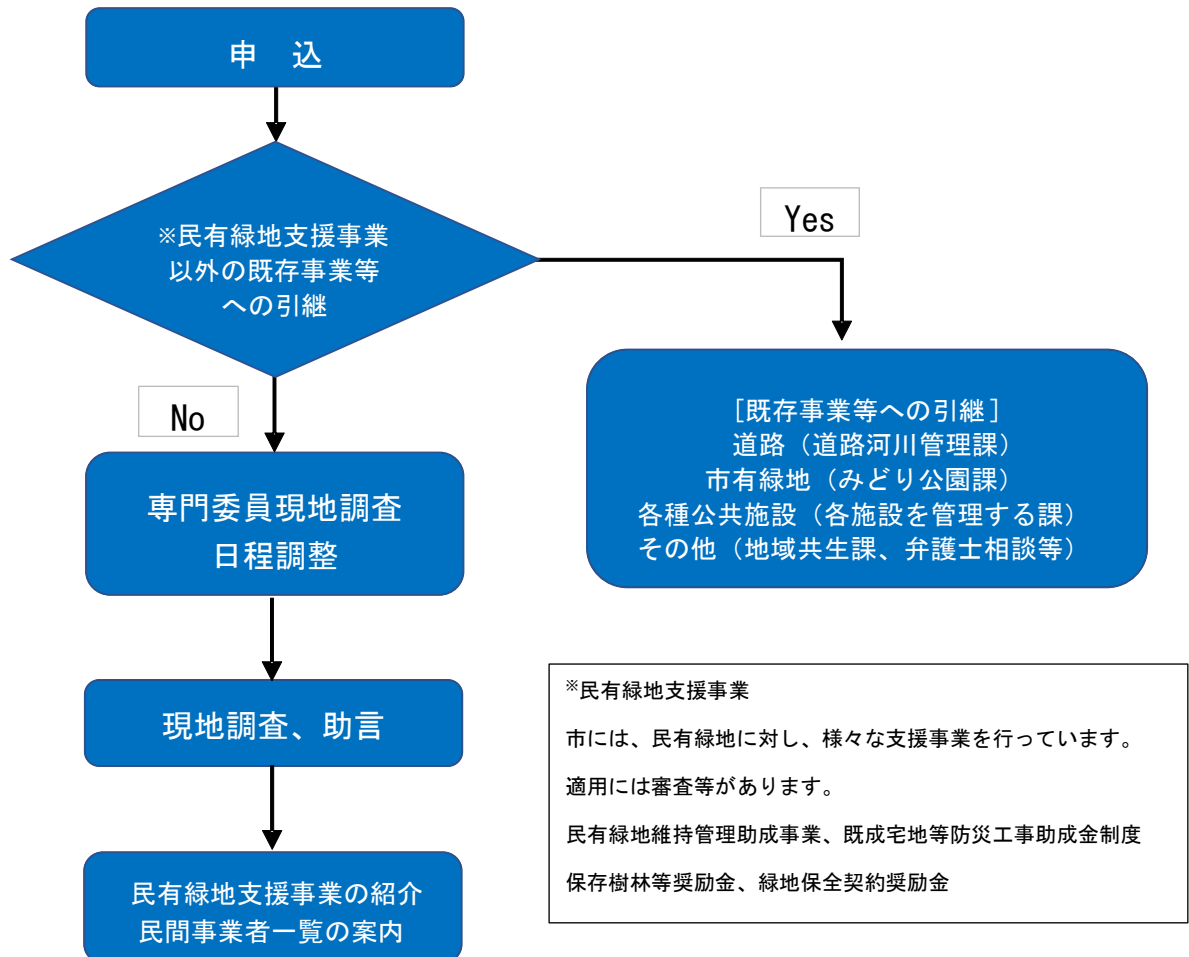 申　込
※民有緑地支援事業
以外の既存事業等
への引継
Yes
No
[既存事業等への引継]
道路（道路河川管理課）
市有緑地（みどり公園課）
各種公共施設（各施設を管理する課）
その他（地域共生課、弁護士相談等）
専門委員現地調査
日程調整
現地調査、助言
民有緑地支援事業の紹介
民間事業者一覧の案内
※民有緑地支援事業
市には、民有緑地に対し、様々な支援事業を行っています。
適用には審査等があります。
民有緑地維持管理助成事業、既成宅地等防災工事助成金制度
保存樹林等奨励金、緑地保全契約奨励金